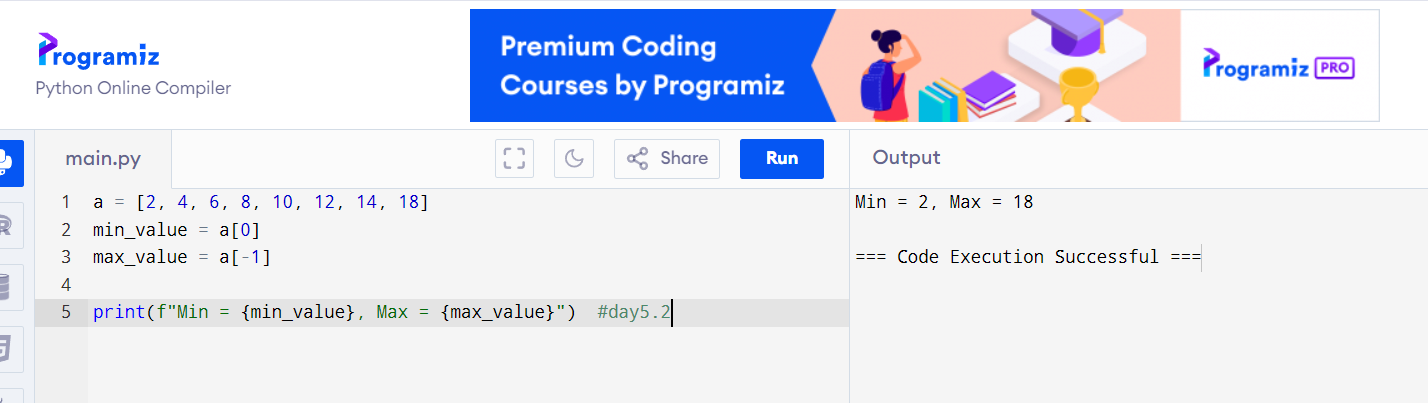 Programiz
Python Online Compiler
Premium Coding
Courses by Programiz
Programiz PRO
main.py
Share
Run
Output
1 a = [2, 4, 6, 8, 10, 12, 14, 18]
2 min_value = a[0]
3 max_value = a[-1]
4
5 print(f"Min = {min_value}, Max = {max_value}")  #day5.2
Min = 2, Max = 18
=== Code Execution Successful ===